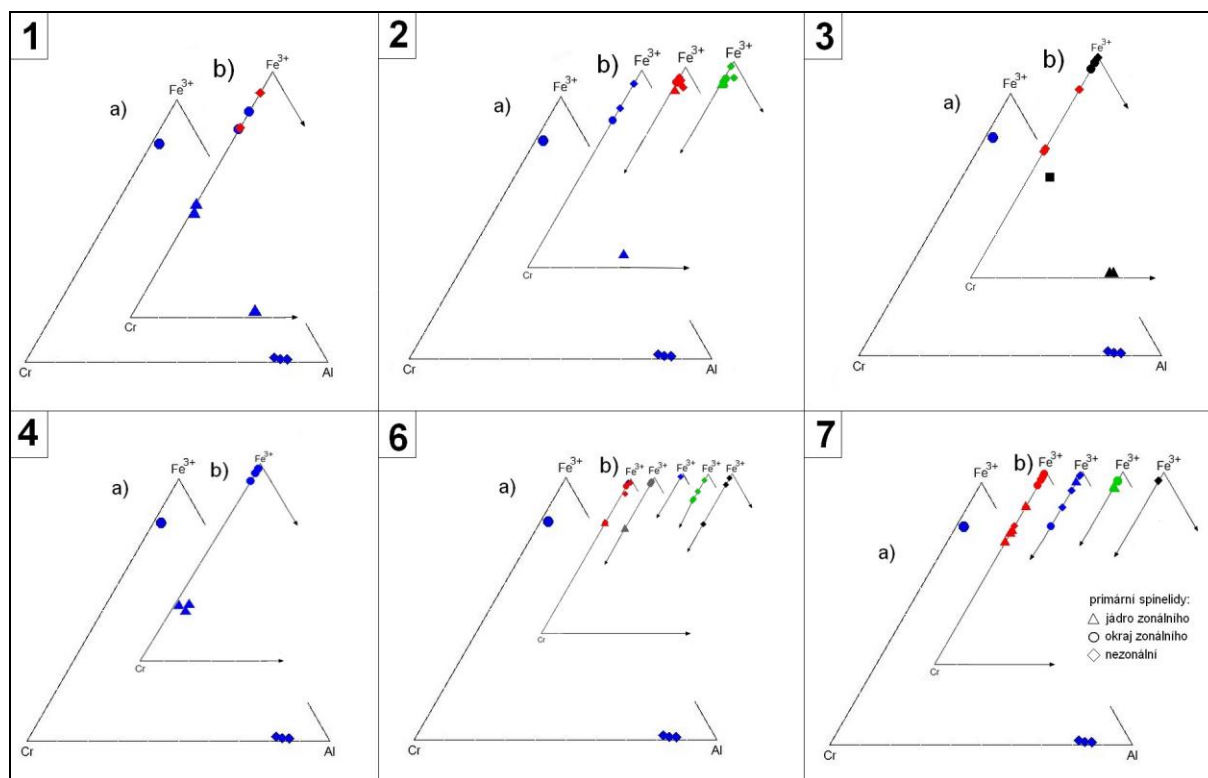 1
a)
Fe3+
b)
Fe3+
Cr
Cr
Al
2
a)
Fe3+
b)
Fe3+
Fe3+
Fe3+
Cr
Cr
Al
3
a)
Fe3+
b)
Fe3+
Cr
Cr
Al
4
a)
Fe3+
b)
Fe3+
Cr
Cr
Al
6
a)
Fe3+
b)
Fe3+
Fe3+
Fe3+
Fe3+
Fe3+
Cr
Cr
Al
7
a)
Fe3+
b)
Fe3+
Fe3+
Fe3+
Fe3+
primární spinelidy:
jádro zonálního
okraj zonálního
nezonální
Cr
Cr
Al